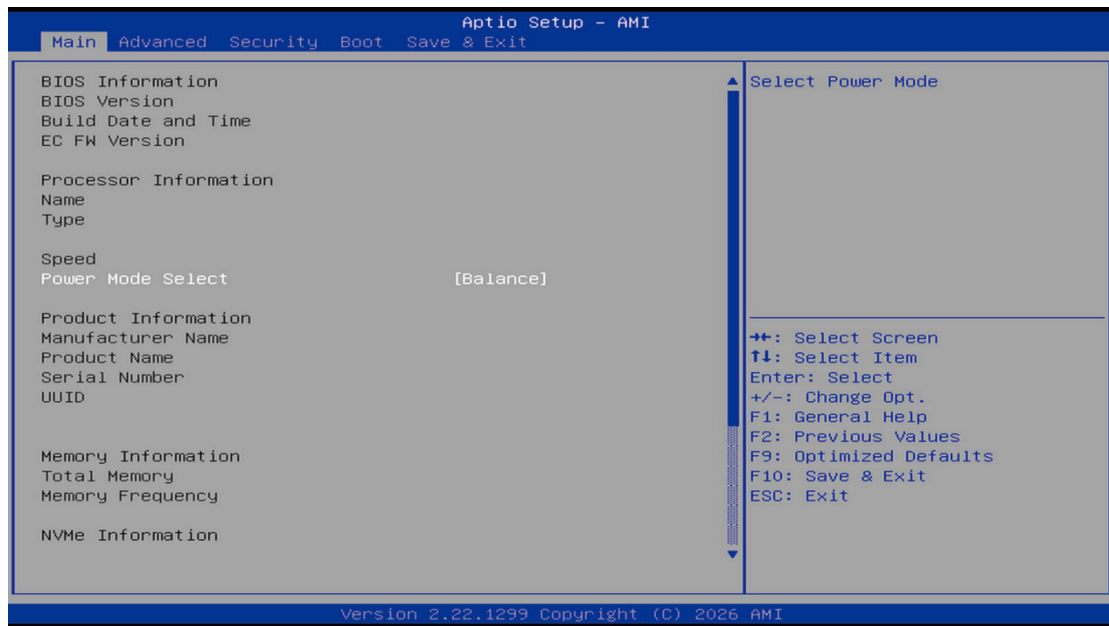 Aptio Setup – AMI
Main Advanced Security Boot Save & Exit
BIOS Information
BIOS Version
Build Date and Time
EC FW Version
Processor Information
Name
Type
Speed
Power Mode Select [Balance]
Product Information
Manufacturer Name
Product Name
Serial Number
UUID
Memory Information
Total Memory
Memory Frequency
NVMe Information
Select Power Mode
→←: Select Screen
↑↓: Select Item
Enter: Select
+/-: Change Opt.
F1: General Help
F2: Previous Values
F9: Optimized Defaults
F10: Save & Exit
ESC: Exit
Version 2.22.1299 Copyright (C) 2026 AMI